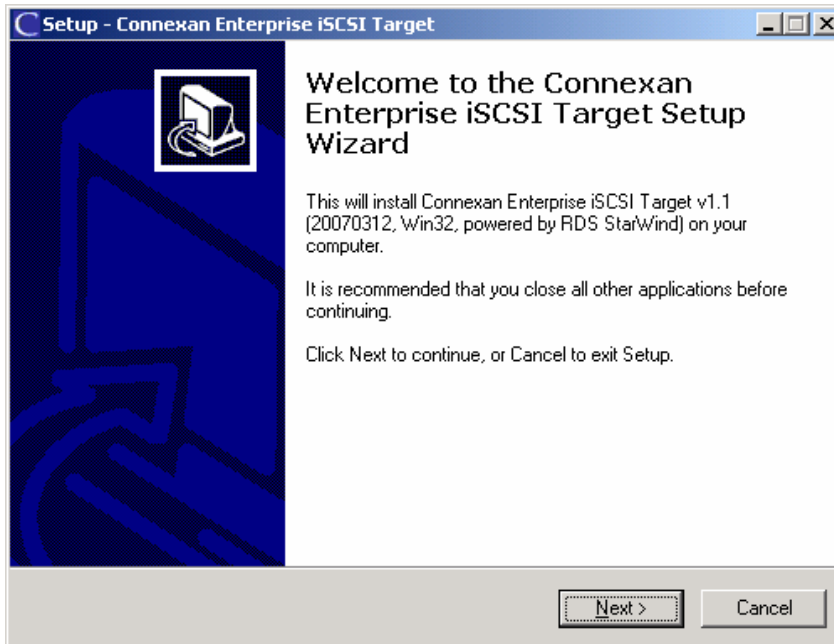 Setup - Connexan Enterprise iSCSI Target
Welcome to the Connexan
Enterprise iSCSI Target Setup
Wizard
This will install Connexan Enterprise iSCSI Target v1.1
(20070312, Win32, powered by RDS StarWind) on your
computer.
It is recommended that you close all other applications before
continuing.
Click Next to continue, or Cancel to exit Setup.
Next >
Cancel